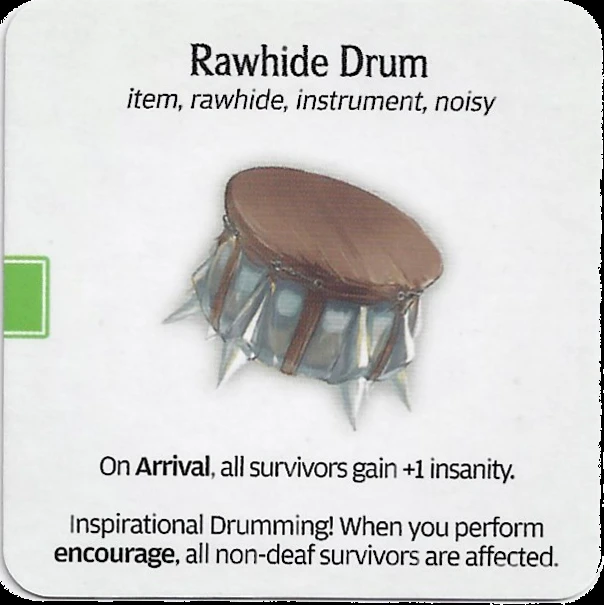 Rawhide Drum
item, rawhide, instrument, noisy
On Arrival, all survivors gain +1 insanity.
Inspirational Drumming! When you perform
encourage, all non-deaf survivors are affected.